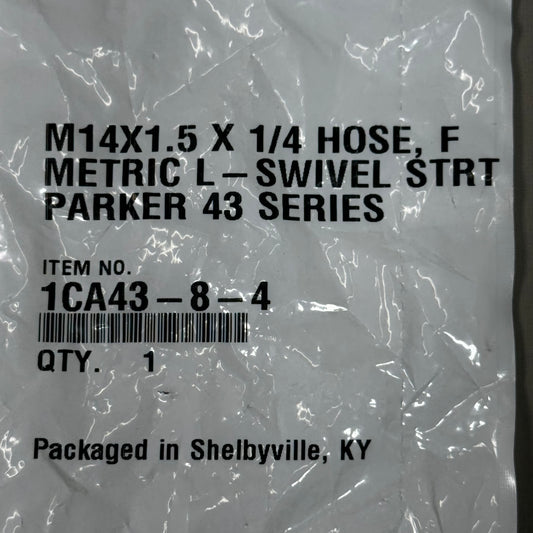 M14X1.5 X 1/4 HOSE, F
METRIC L-SWIVEL STRT
PARKER 43 SERIES
ITEM NO.
1CA43-8-4
QTY. 1
Packaged in Shelbyville, KY